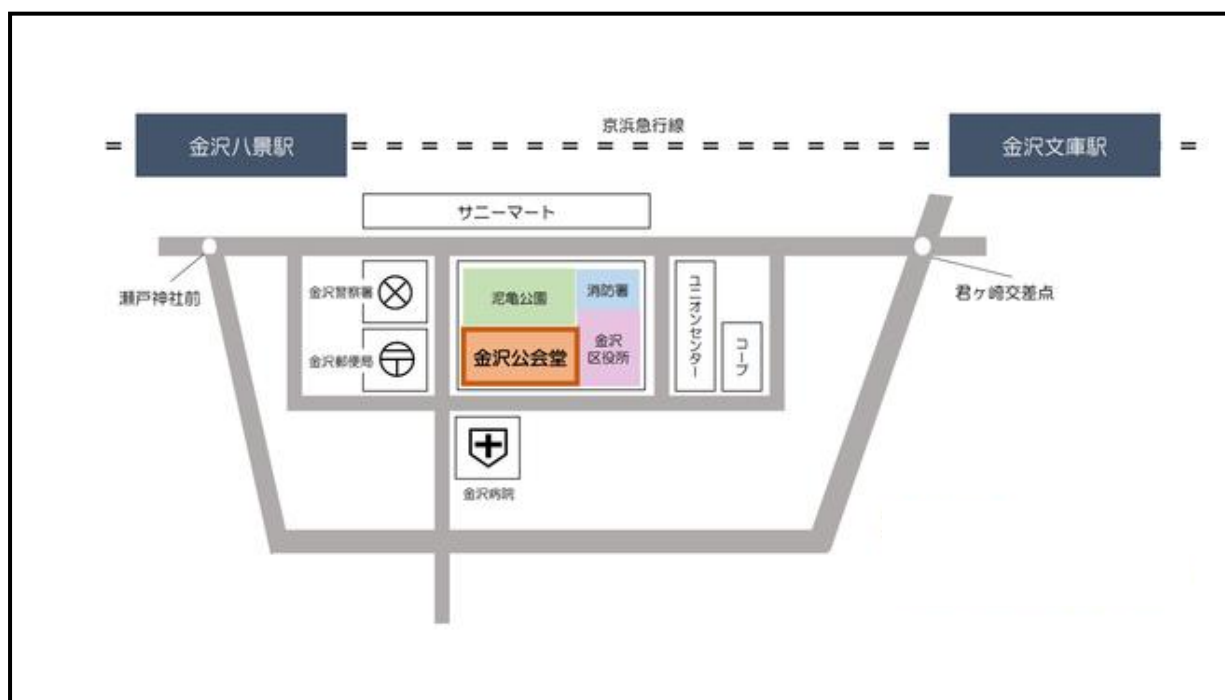 京浜急行線
金沢八景駅
金沢文庫駅
サニーマート
瀬戸神社前
金沢警察署
泥亀公園
消防署
ユニオンセンター
君ヶ崎交差点
金沢郵便局
金沢公会堂
金沢
区役所
コープ
金沢病院